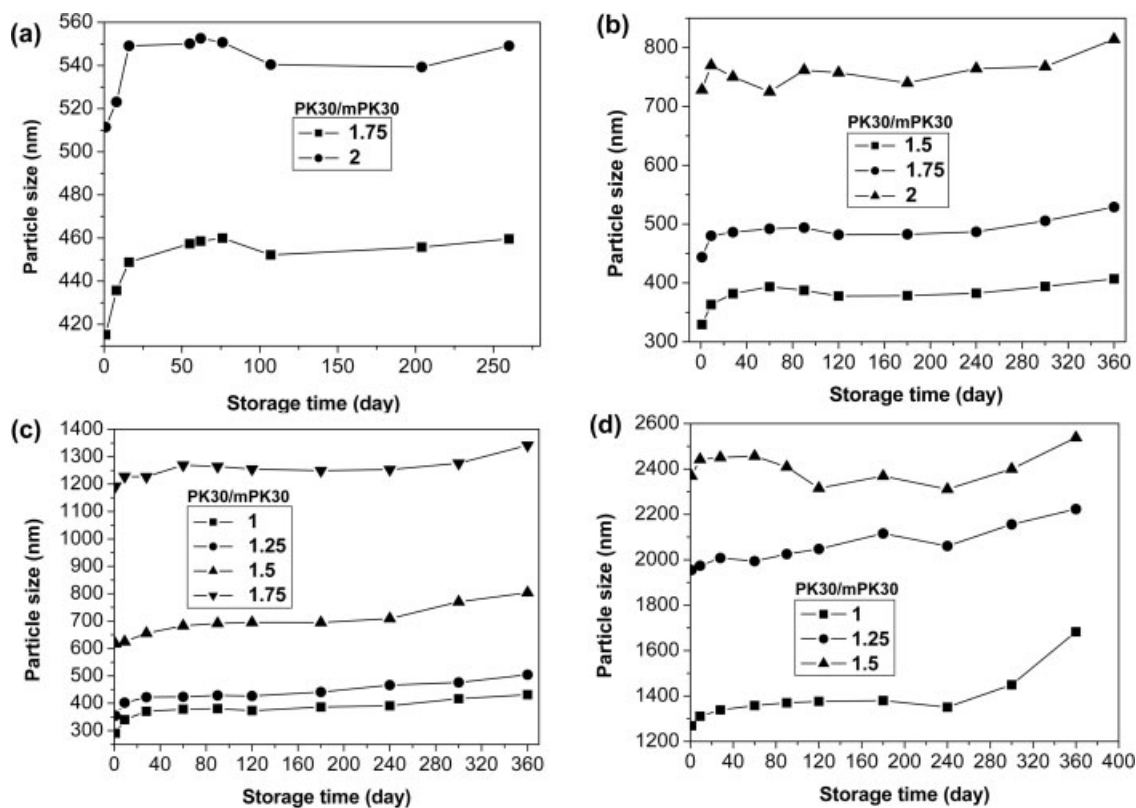 (a)
560
540
520
500
480
460
440
420
Particle size (nm)
PK30/mPK30
1.75
2
0 50 100 150 200 250
Storage time (day)
(b)
800
700
600
500
400
300
Particle size (nm)
PK30/mPK30
1.5
1.75
2
0 40 80 120 160 200 240 280 320 360
Storage time (day)
(c)
1400
1300
1200
1100
1000
900
800
700
600
500
400
300
Particle size (nm)
PK30/mPK30
1
1.25
1.5
1.75
0 40 80 120 160 200 240 280 320 360
Storage time (day)
(d)
2600
2400
2200
2000
1800
1600
1400
1200
Particle size (nm)
PK30/mPK30
1
1.25
1.5
0 40 80 120 160 200 240 280 320 360 400
Storage time (day)